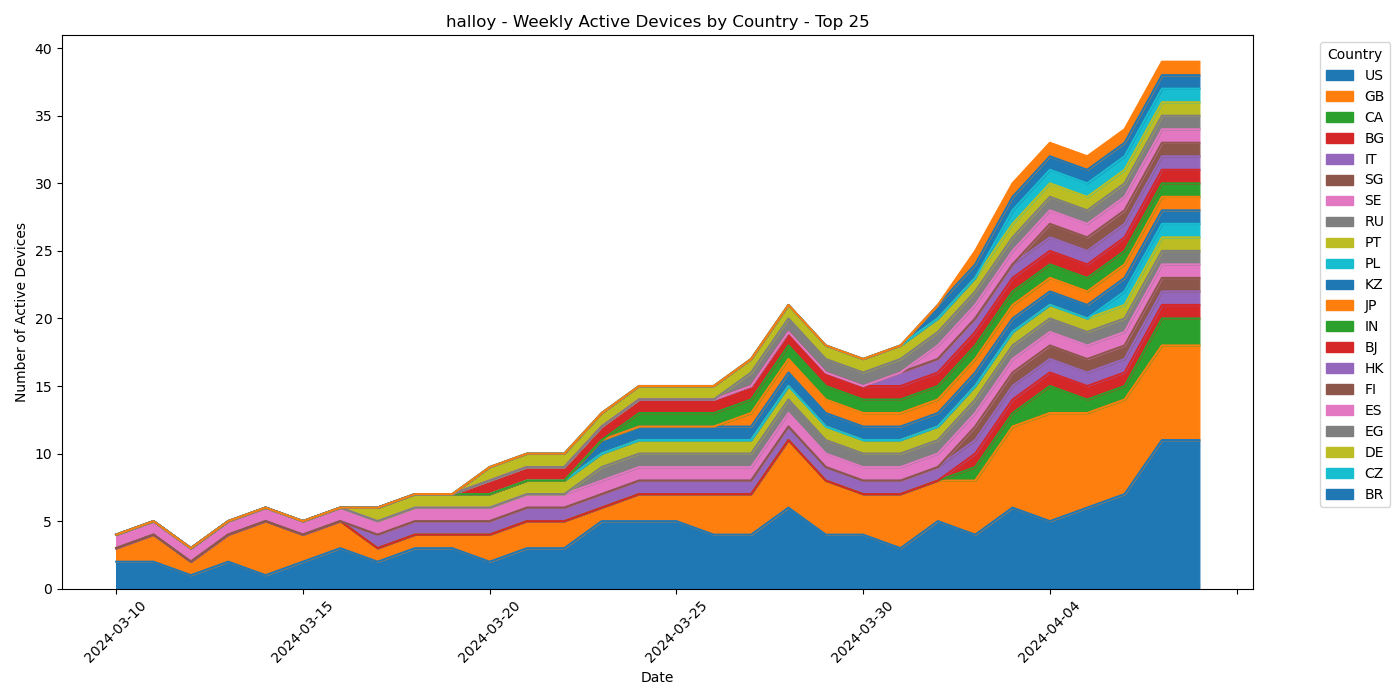 halloy - Weekly Active Devices by Country - Top 25
Number of Active Devices
40
35
30
25
20
15
10
5
0
2024-03-10
2024-03-15
2024-03-20
2024-03-25
2024-03-30
2024-04-04
Date
Country
US
GB
CA
BG
IT
SG
SE
RU
PT
PL
KZ
JP
IN
BJ
HK
FI
ES
EG
DE
CZ
BR